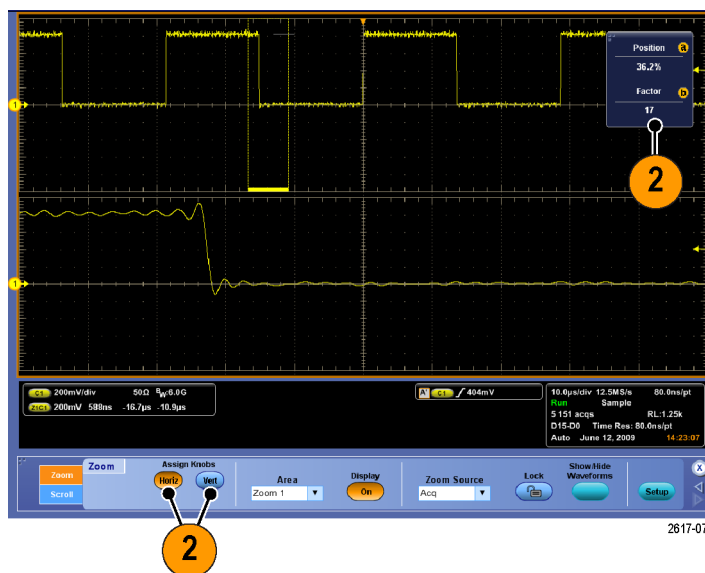 Position a
36.2%
Factor b
17
2
1
1
C1 200mV/div 50Ω BW:6.0G
Z1C1 200mV 588ns -16.7µs -10.9µs
A' C1 404mV
10.0µs/div 12.5MS/s 80.0ns/pt
Run Sample
5 151 acqs RL:1.25k
D15-D0 Time Res: 80.0ns/pt
Auto June 12, 2009 14:23:07
Zoom
Scroll
Zoom
Assign Knobs
Horiz Vert
Area
Zoom 1
Display
On
Zoom Source
Acq
Lock
Show/Hide
Waveforms
Setup
X
2
2617-07